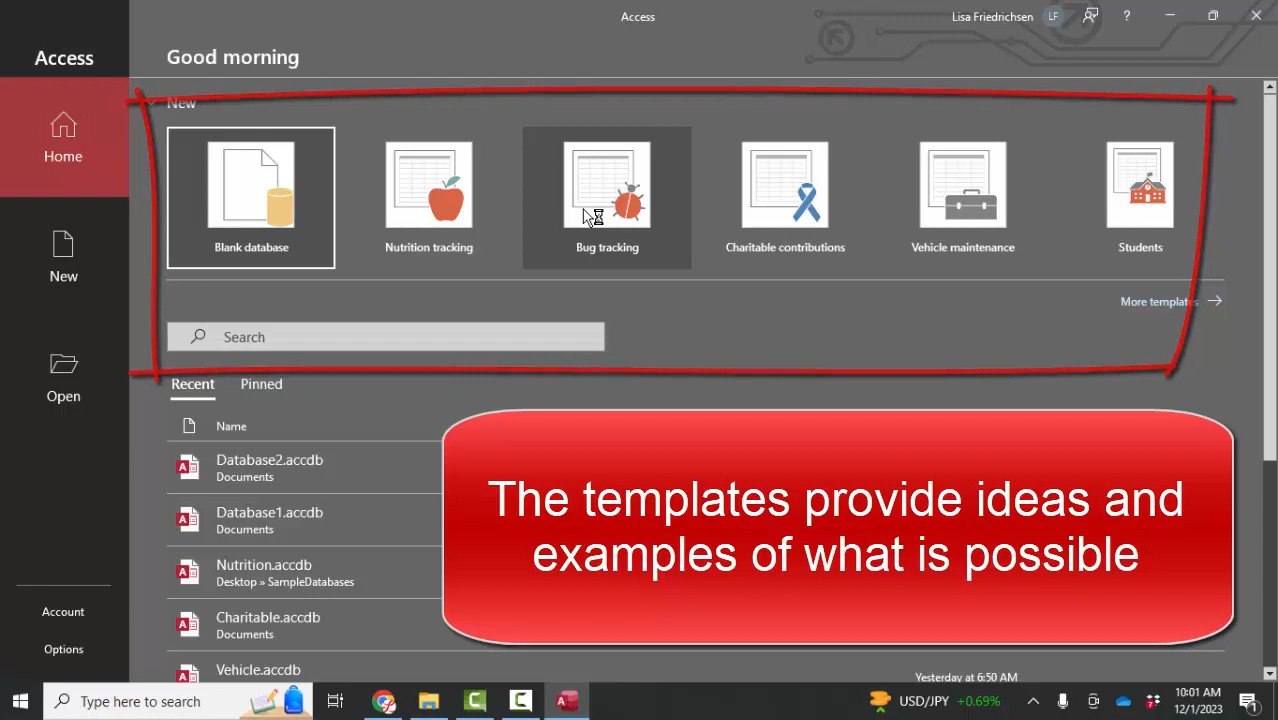 Access
Lisa Friedrichsen
LF
?
Access
Good morning
Home
New
Open
Account
Options
New
Blank database
Nutrition tracking
Bug tracking
Charitable contributions
Vehicle maintenance
Students
More templates
Search
Recent
Pinned
Name
Database2.accdb
Documents
Database1.accdb
Documents
Nutrition.accdb
Desktop » SampleDatabases
Charitable.accdb
Documents
Vehicle.accdb
Yesterday at 6:50 AM
The templates provide ideas and
examples of what is possible
Type here to search
USD/JPY +0.69%
10:01 AM
12/1/2023
1